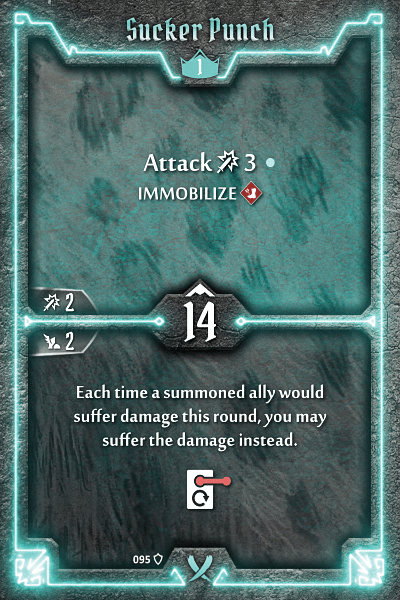 Sucker Punch
1
Attack 3
IMMOBILIZE
2
14
2
Each time a summoned ally would
suffer damage this round, you may
suffer the damage instead.
095